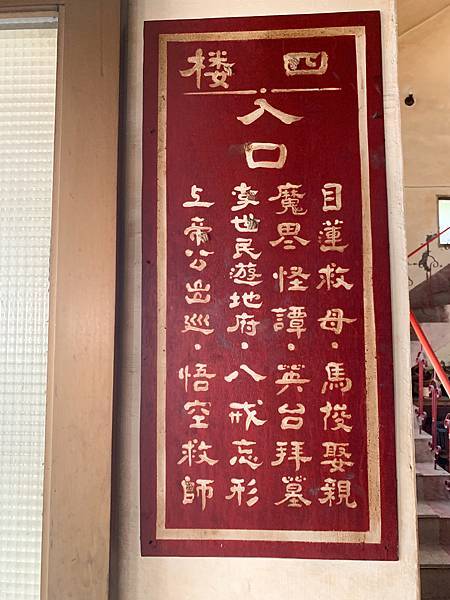 四楼
入口
目蓮救母·馬俊娶親
魔界怪譚·英台拜墓
李世民遊地府·八戒忘形
上帝公出巡·悟空救師